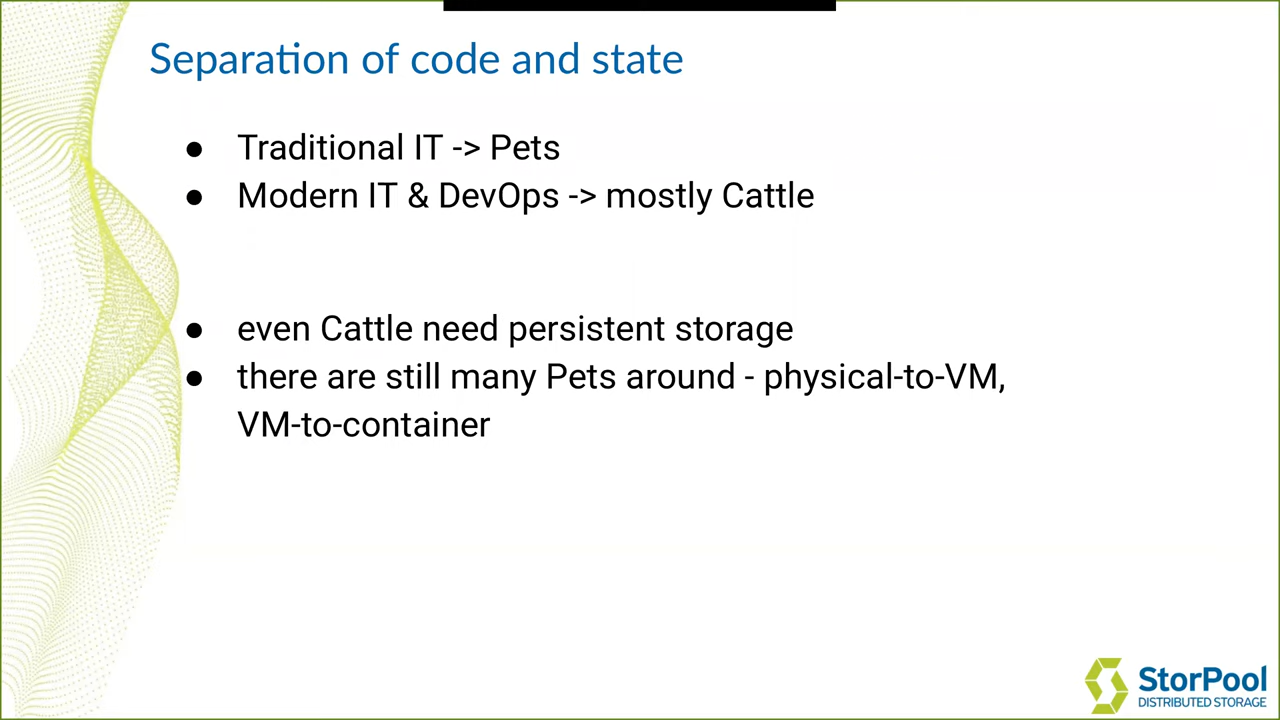 Separation of code and state
● Traditional IT -> Pets
● Modern IT & DevOps -> mostly Cattle
● even Cattle need persistent storage
● there are still many Pets around - physical-to-VM,
VM-to-container
StorPool
DISTRIBUTED STORAGE